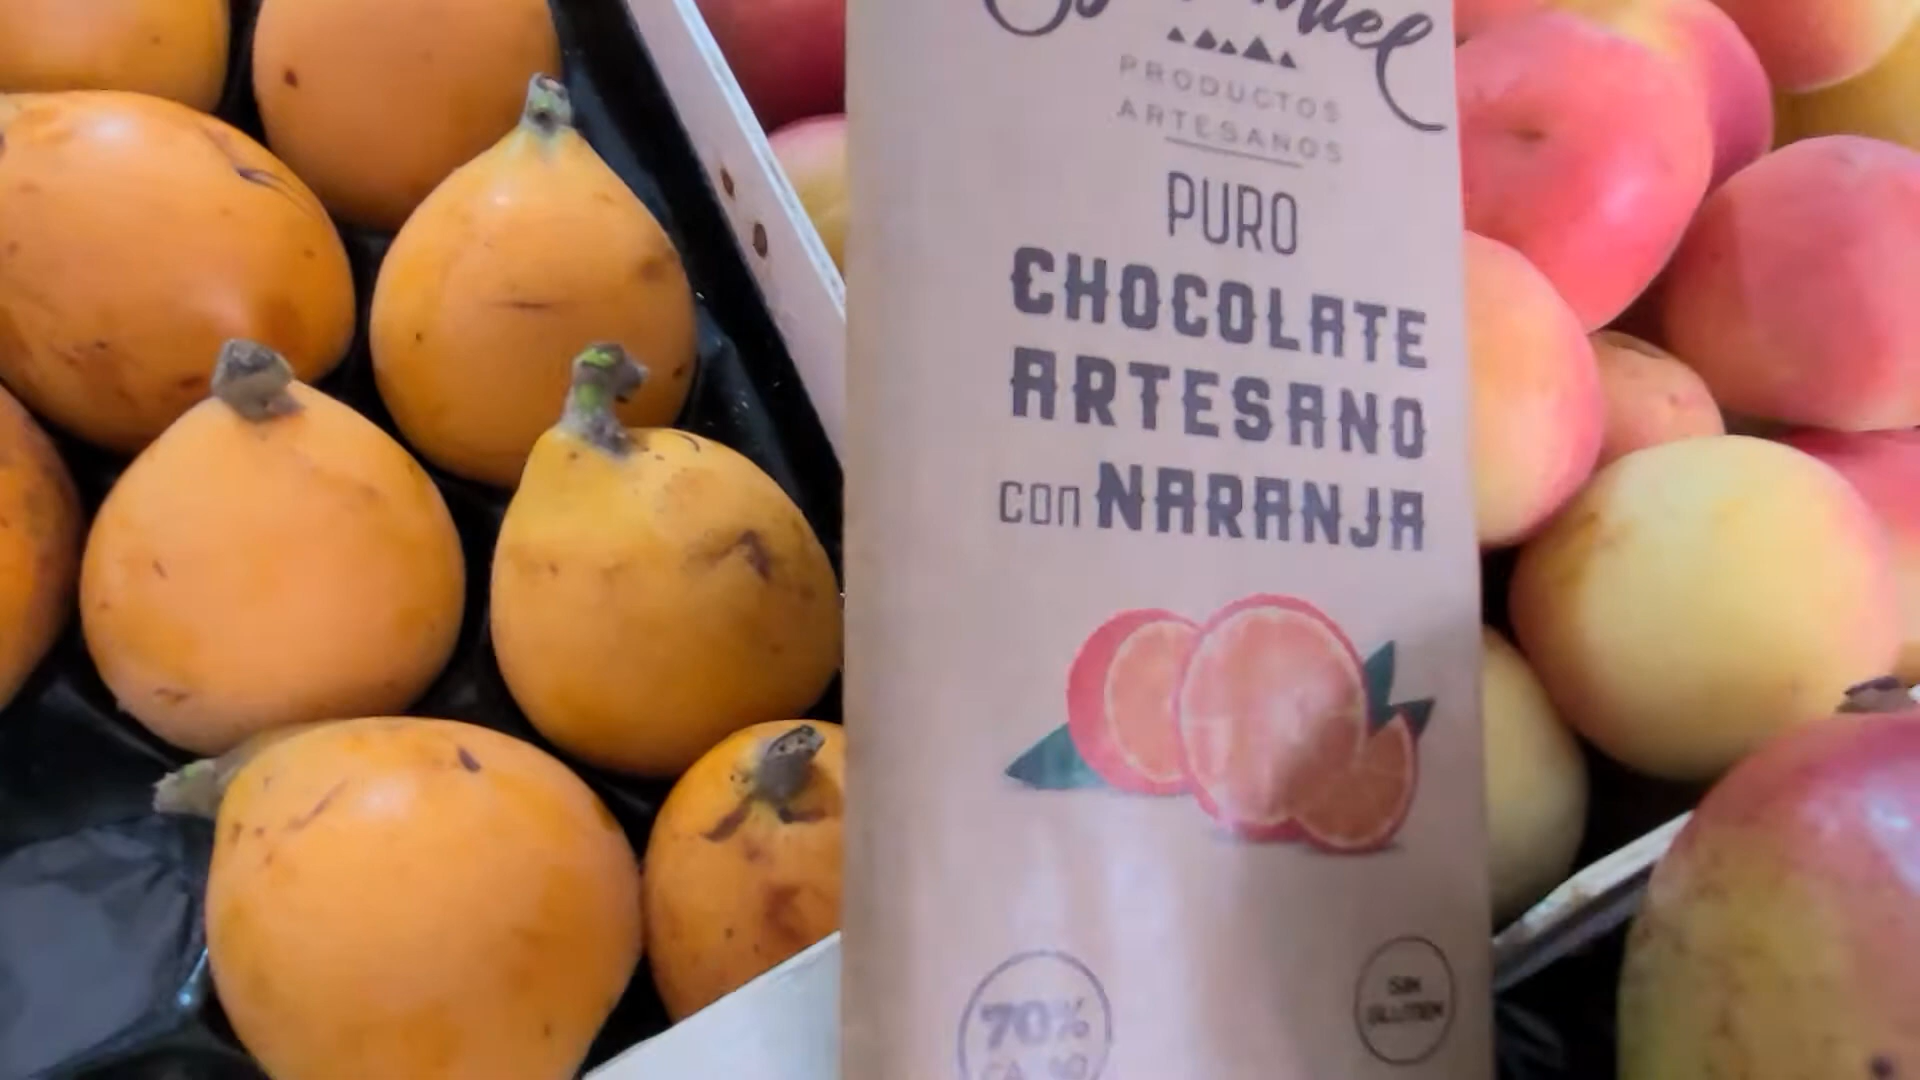 PRODUCTOS
ARTESANOS
PURO
CHOCOLATE
ARTESANO
con NARANJA
70%
SIN
GLUTEN